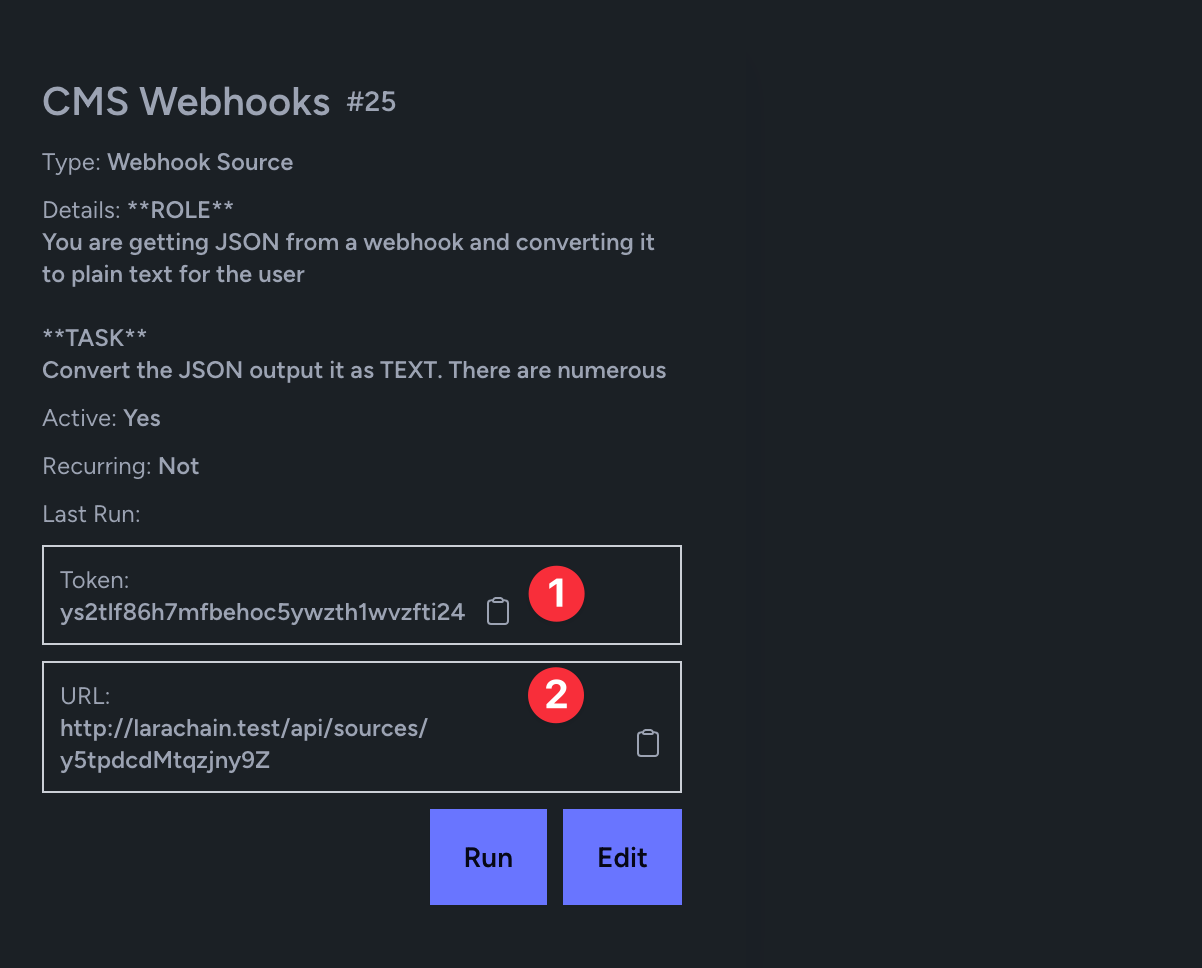 CMS Webhooks #25
Type: Webhook Source
Details: **ROLE**
You are getting JSON from a webhook and converting it
to plain text for the user
**TASK**
Convert the JSON output it as TEXT. There are numerous
Active: Yes
Recurring: Not
Last Run:
Token:
ys2tlf86h7mfbehoc5ywzth1wvzfti24
1
2
URL:
http://larachain.test/api/sources/
y5tpdcdMtqzjny9Z
Run
Edit